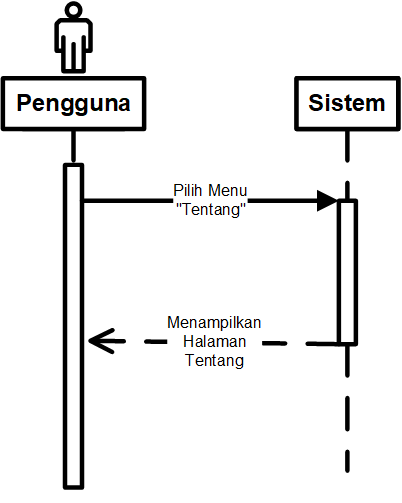 Pengguna
Sistem
Pilih Menu
"Tentang"
Menampilkan
Halaman
Tentang